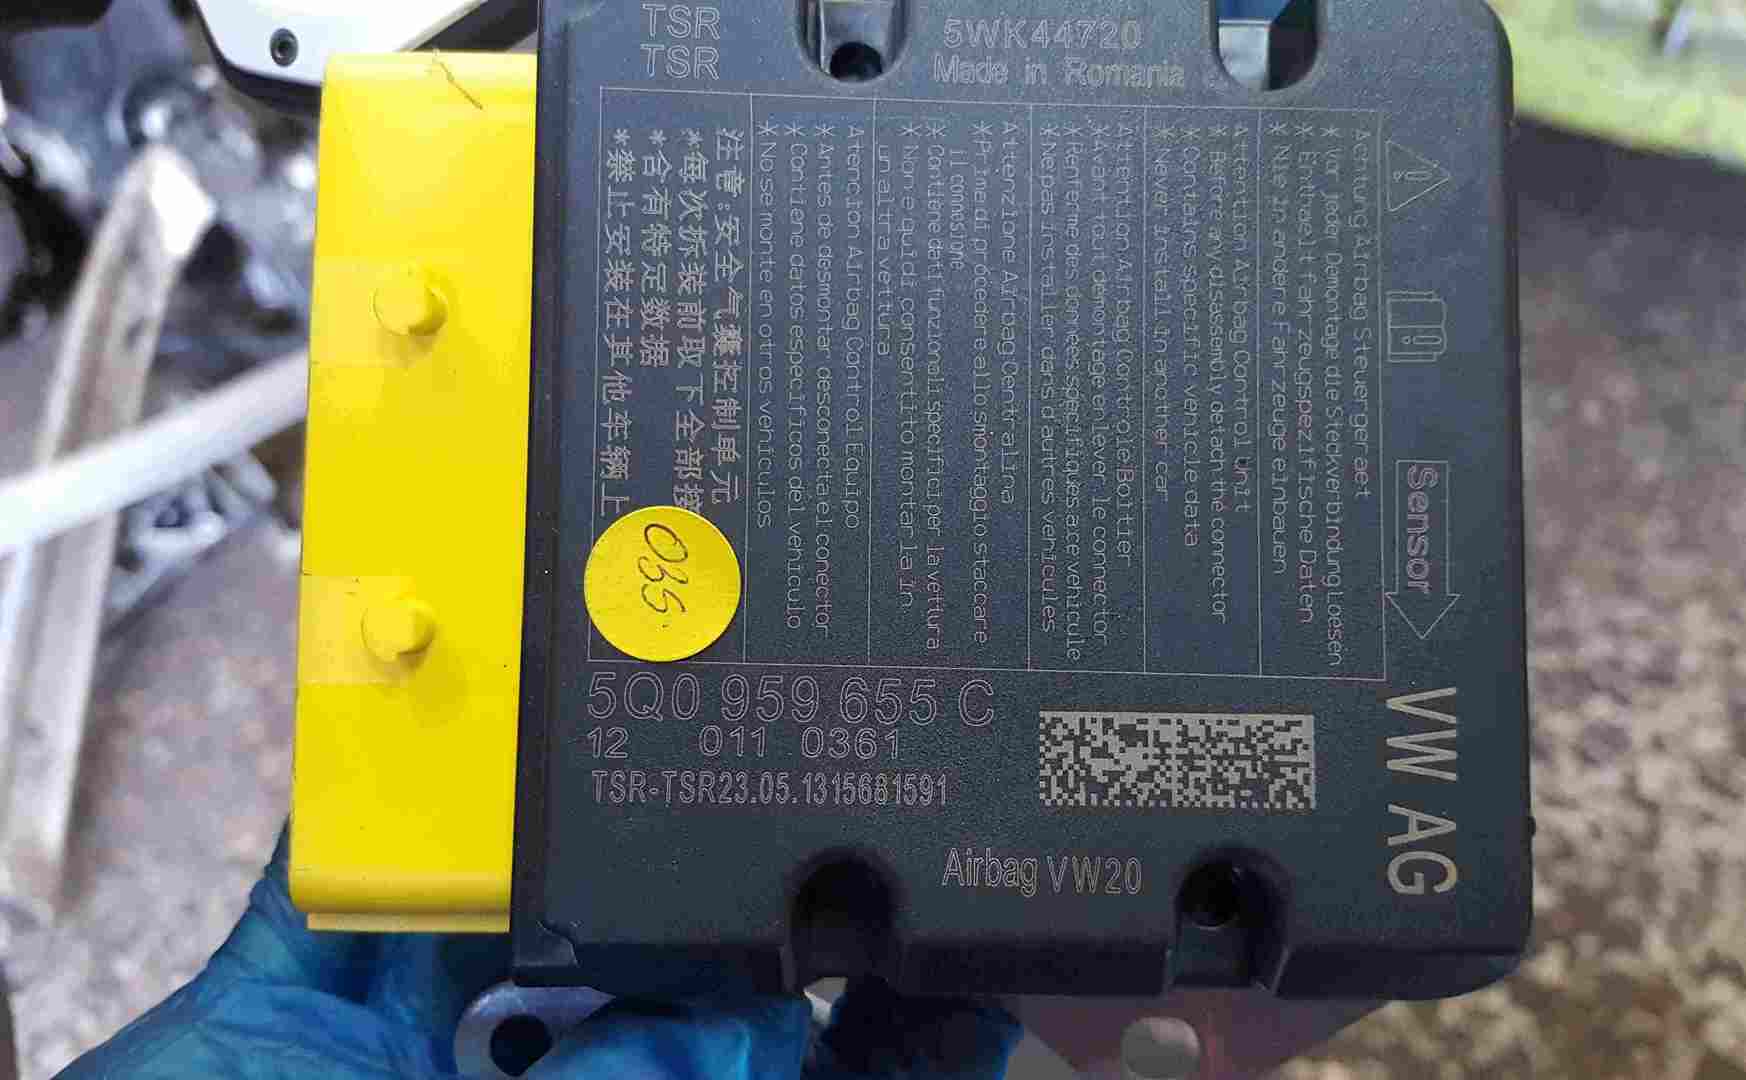 TSR
TSR
5WK44720
Made in Romania
Achtung Airbag Steuergeraet
* Vor jeder Demontage die Steckverbindung loesen
* Enthaelt fahrzeugspezifische Daten
* Nie in andere Fahrzeuge einbauen
Attention Airbag Control Unit
* Before any disassembly detach the connector
* Contains specific vehicle data
* Never install in another car
Attention Airbag Controle Boitier
* Avant tout demontage enlever le connector
* Renferme des donnees specifiques a ce vehicule
* Ne pas installer dans d'autres vehicules
Attenzione Airbag Centralina
* Prima di procedere allo smontaggio staccare
il connesione
* Contiene dati funzionali specifici per la vettura
* Non e quidi consentito montar la in
un altra vettura
Atencion Airbag Control Equipo
* Antes de desmontar desconecta el conector
* Contiene datos especificos del vehiculo
* No se monte en otros vehiculos
注意:安全气囊控制单元
*每次拆装前取下全部接
*含有特定数据
*禁止安装在其他车辆上
Sensor
VW AG
5Q0 959 655 C
12 011 0361
TSR-TSR23.05.1315681591
Airbag VW20